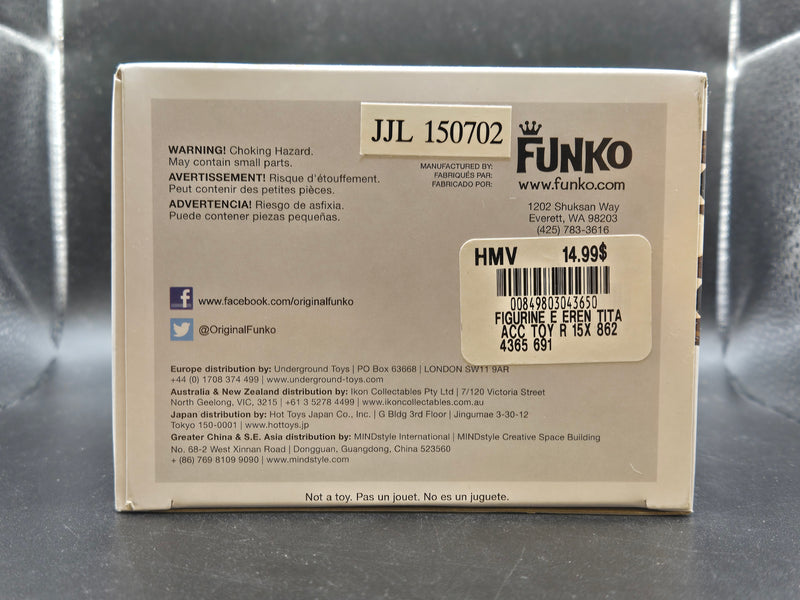 JJL 150702
WARNING! Choking Hazard.
May contain small parts.
AVERTISSEMENT! Risque d'étouffement.
Peut contenir des petites pièces.
ADVERTENCIA! Riesgo de asfixia.
Puede contener piezas pequeñas.
MANUFACTURED BY:
FABRIQUÉS PAR:
FABRICADO POR:
FUNKO
www.funko.com
1202 Shuksan Way
Everett, WA 98203
(425) 783-3616
HMV 14.99$
00849803043650
FIGURINE E EREN TITA
ACC TOY R 15X 862
4365 691
f www.facebook.com/originalfunko
@OriginalFunko
Europe distribution by: Underground Toys | PO Box 63668 | LONDON SW11 9AR
+44 (0) 1708 374 499 | www.underground-toys.com
Australia & New Zealand distribution by: Ikon Collectables Pty Ltd | 7/120 Victoria Street
North Geelong, VIC, 3215 | +61 3 5278 4499 | www.ikoncollectables.com.au
Japan distribution by: Hot Toys Japan Co., Inc. | G Bldg 3rd Floor | Jingumae 3-30-12
Tokyo 150-0001 | www.hottoys.jp
Greater China & S.E. Asia distribution by: MINDstyle International | MINDstyle Creative Space Building
No. 68-2 West Xinnan Road | Dongguan, Guangdong, China 523560
+ (86) 769 8109 9090 | www.mindstyle.com
Not a toy. Pas un jouet. No es un juguete.